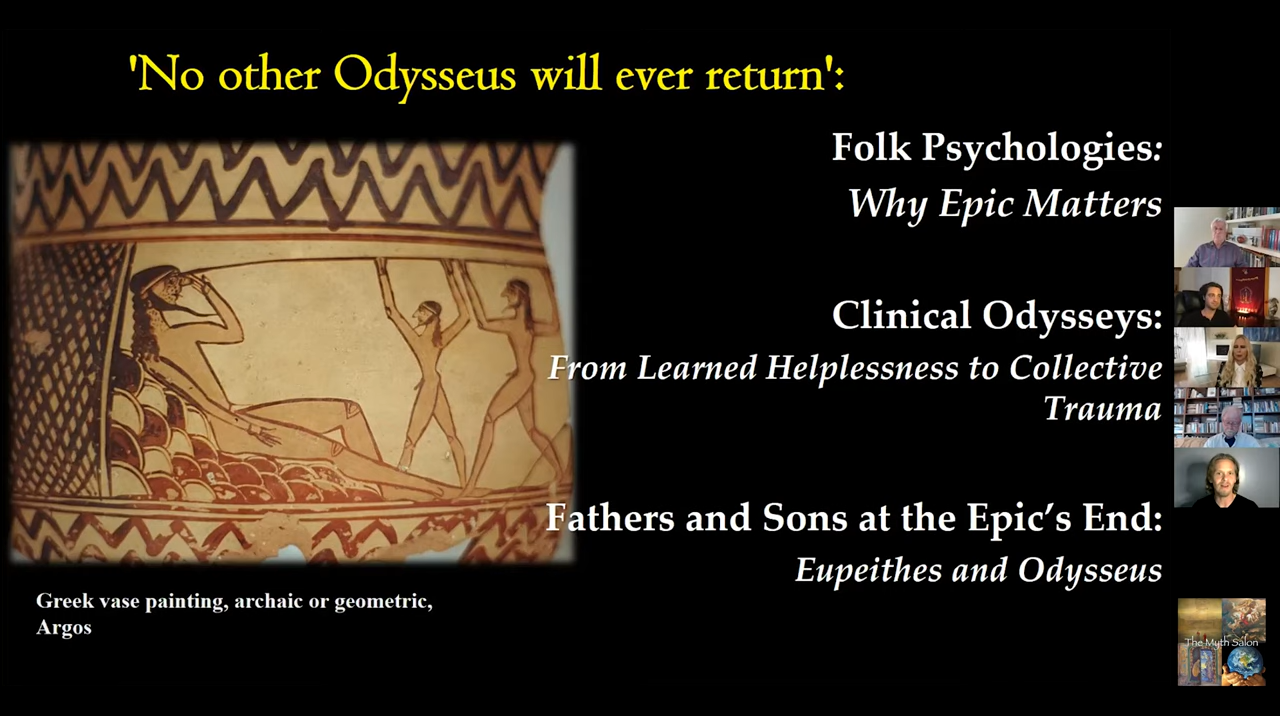 'No other Odysseus will ever return':
Folk Psychologies:
Why Epic Matters
Clinical Odysseys:
From Learned Helplessness to Collective
Trauma
Fathers and Sons at the Epic’s End:
Eupeithes and Odysseus
Greek vase painting, archaic or geometric,
Argos
The Myth Salon